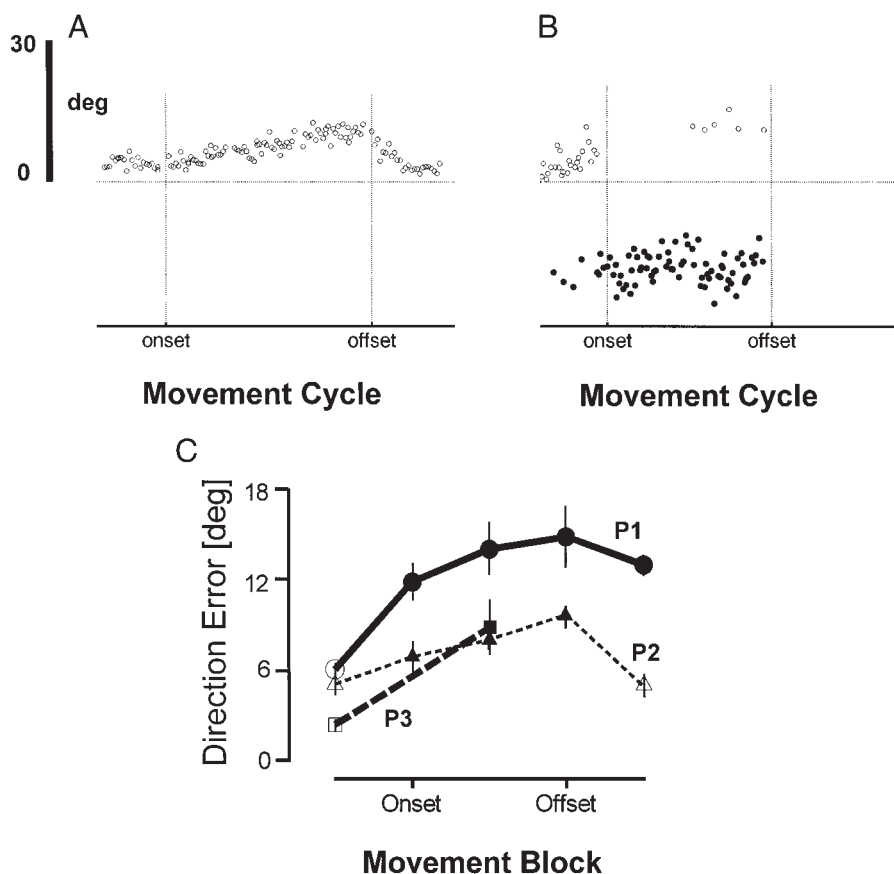 A
B
30
deg
0
onset
offset
onset
offset
Movement Cycle
Movement Cycle
C
Direction Error [deg]
18
12
6
0
P1
P2
P3
Onset
Offset
Movement Block